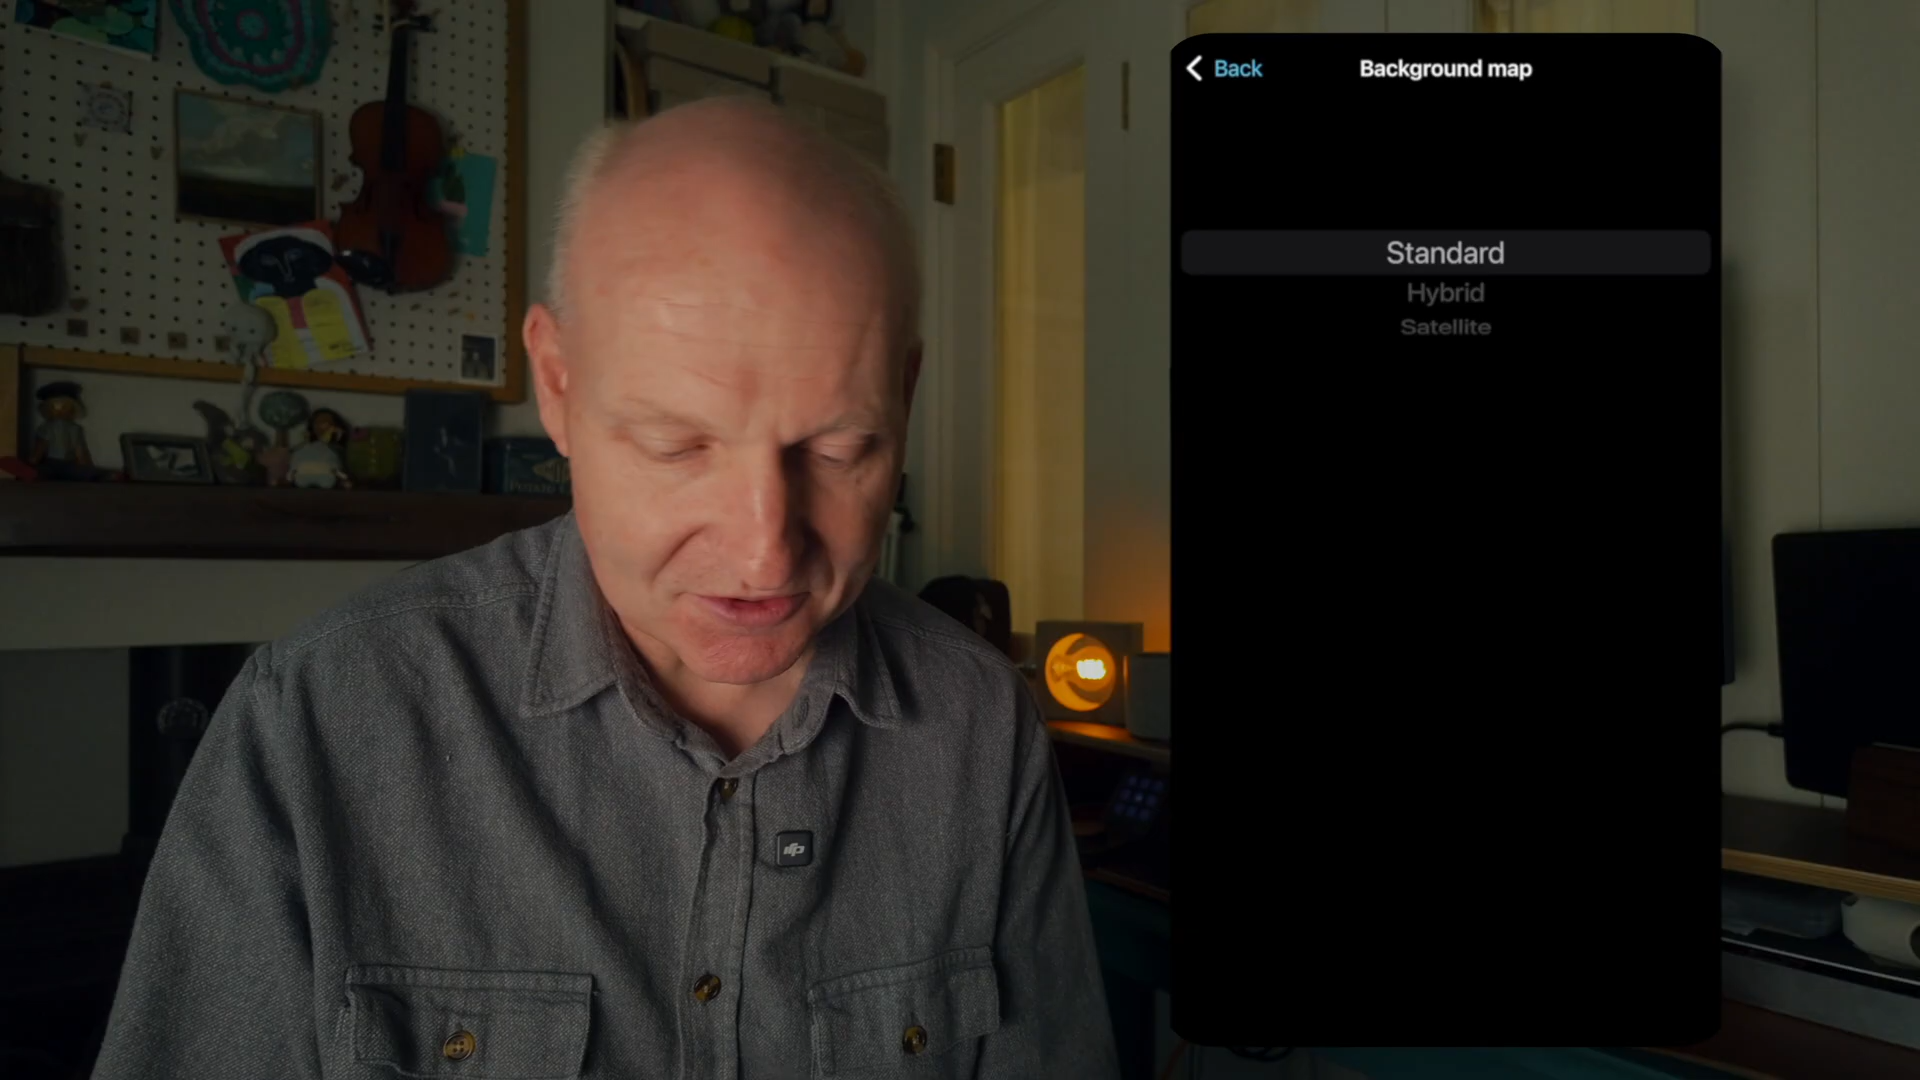 Back
Background map
Standard
Hybrid
Satellite